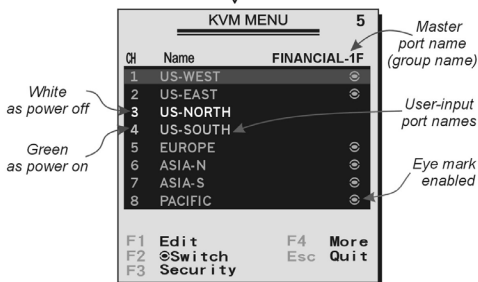 KVM MENU 5
Master
port name
(group name)
CH Name FINANCIAL-1F
1 US-WEST
2 US-EAST
3 US-NORTH
4 US-SOUTH
5 EUROPE
6 ASIA-N
7 ASIA-S
8 PACIFIC
White
as power off
Green
as power on
User-input
port names
Eye mark
enabled
F1 Edit F4 More
F2 Switch Esc Quit
F3 Security